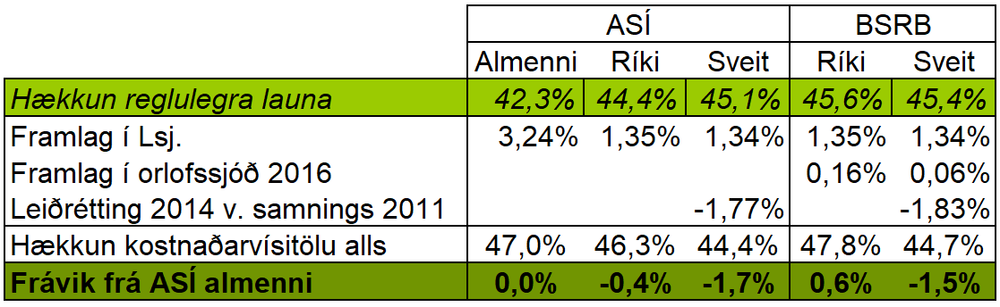 ASÍ BSRB
Almenni Ríki Sveit Ríki Sveit
Hækkun reglulegra launa 42,3% 44,4% 45,1% 45,6% 45,4%
Framlag í Lsj. 3,24% 1,35% 1,34% 1,35% 1,34%
Framlag í orlofssjóð 2016 0,16% 0,06%
Leiðrétting 2014 v. samnings 2011 -1,77% -1,83%
Hækkun kostnaðarvísitölu alls 47,0% 46,3% 44,4% 47,8% 44,7%
Frávik frá ASÍ almenni 0,0% -0,4% -1,7% 0,6% -1,5%